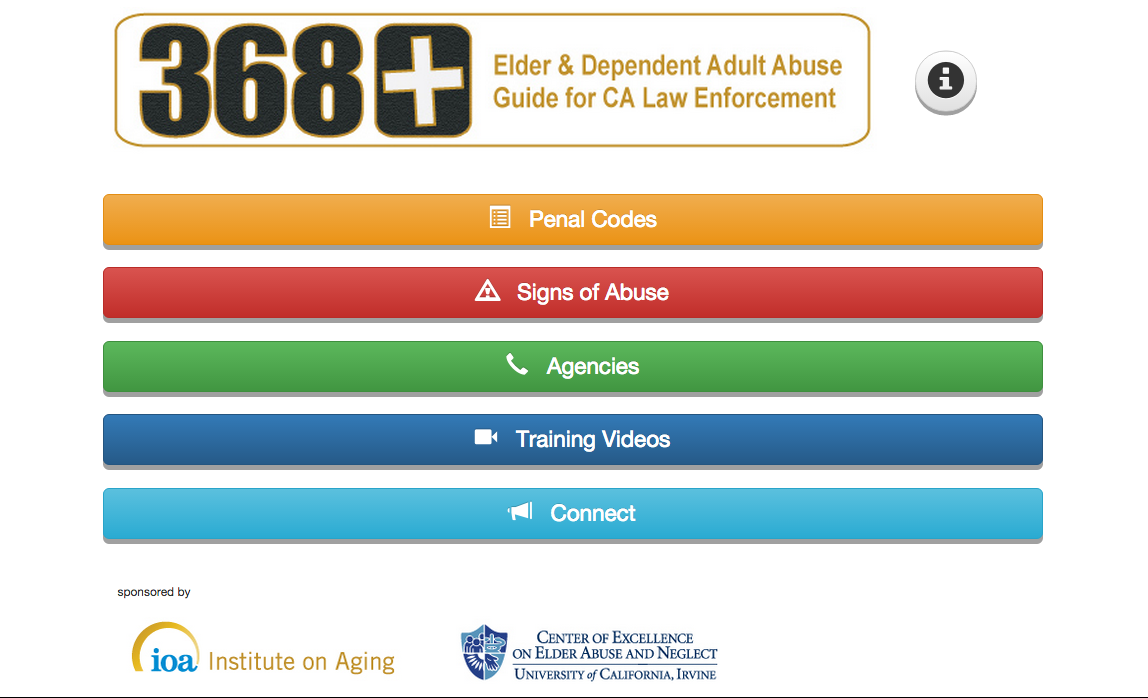 368+
Elder & Dependent Adult Abuse
Guide for CA Law Enforcement
i
Penal Codes
Signs of Abuse
Agencies
Training Videos
Connect
sponsored by
ioa Institute on Aging
CENTER OF EXCELLENCE
ON ELDER ABUSE AND NEGLECT
UNIVERSITY of CALIFORNIA, IRVINE